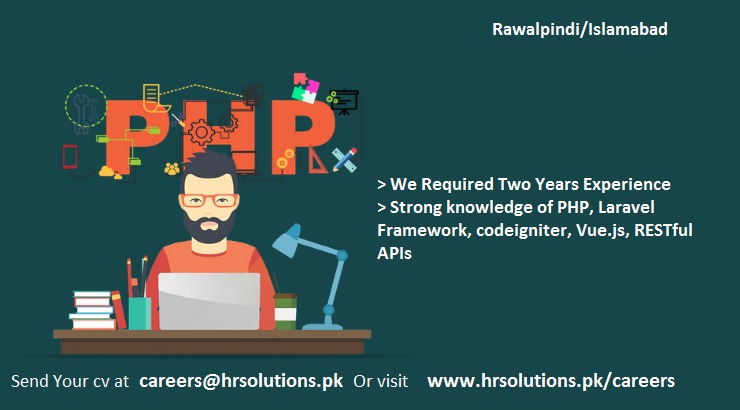 Rawalpindi/Islamabad
PHP
> We Required Two Years Experience
> Strong knowledge of PHP, Laravel
Framework, codeigniter, Vue.js, RESTful
APIs
Send Your cv at careers@hrsolutions.pk Or visit www.hrsolutions.pk/careers